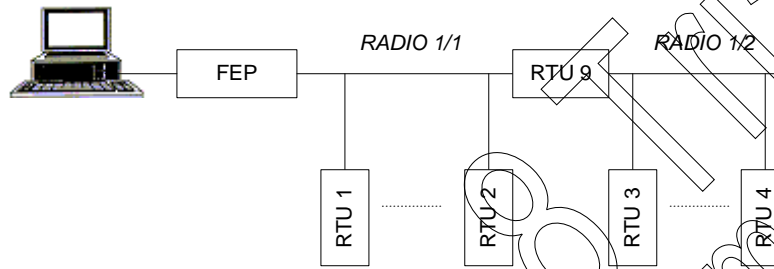 RADIO 1/1
RADIO 1/2
FEP
RTU 9
RTU 1
RTU 2
RTU 3
RTU 4